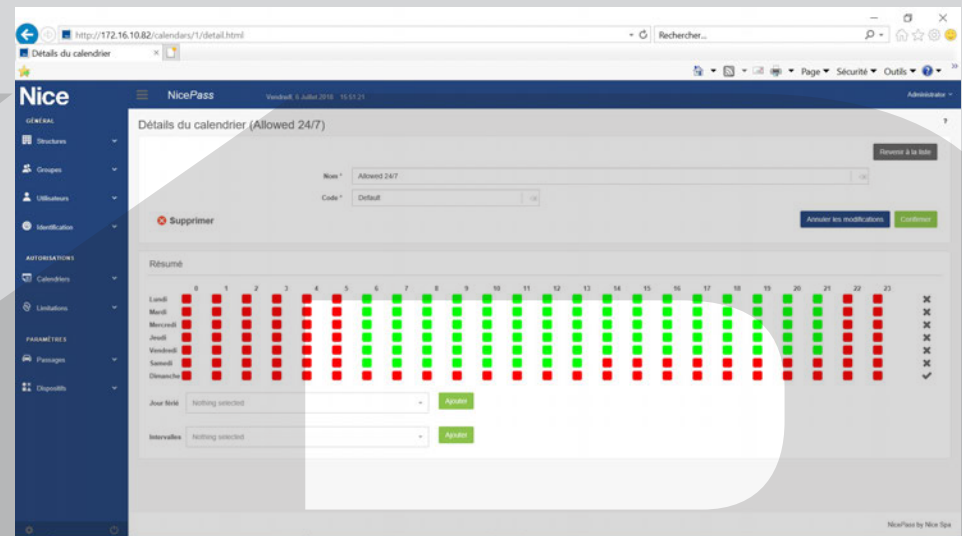 http://172.16.10.82/calendars/1/detail.html
Rechercher...
Détails du calendrier
Page Sécurité Outils
Nice
NicePass Vendredi, 5 Juillet 2018 15:51:21 Administrator
GÉNÉRAL
Structures
Groupes
Utilisateurs
Identification
AUTORISATIONS
Calendriers
Limitations
PARAMÈTRES
Passages
Dispositifs
Détails du calendrier (Allowed 24/7) ?
Revenir à la liste
Nom * Allowed 24/7
Code * Default
Supprimer Annuler les modifications Confirmer
Résumé
0 1 2 3 4 5 6 7 8 9 10 11 12 13 14 15 16 17 18 19 20 21 22 23
Lundi
Mardi
Mercredi
Jeudi
Vendredi
Samedi
Dimanche
Jour férié Nothing selected Ajouter
Intervalles Nothing selected Ajouter
NicePass by Nice Spa